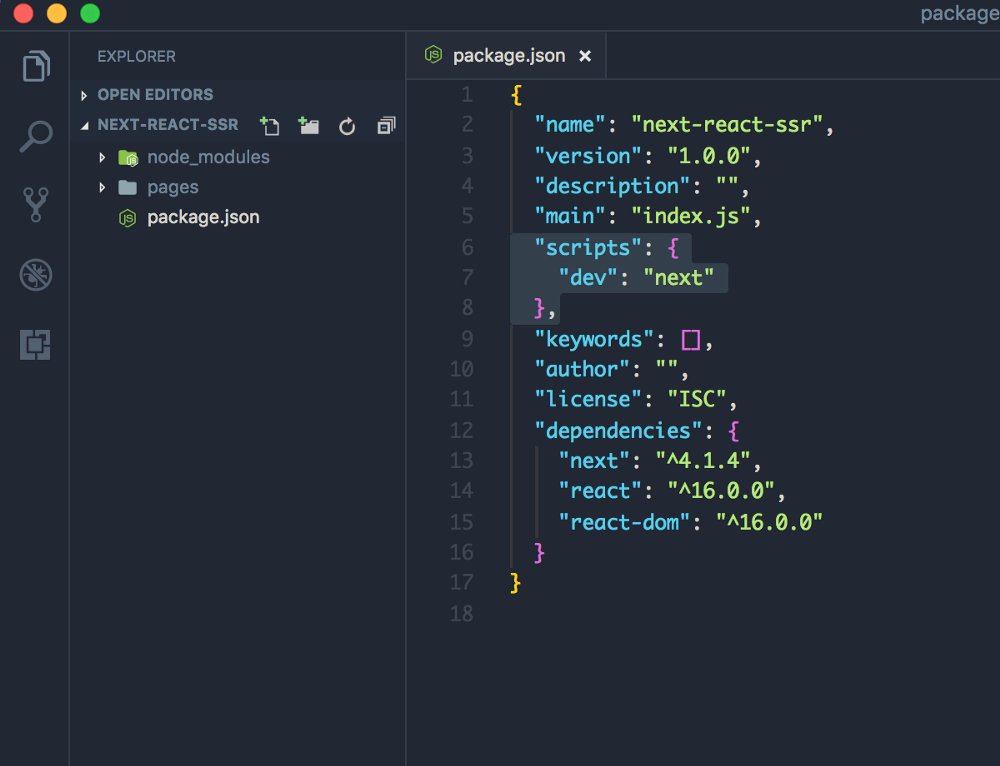 package
EXPLORER
OPEN EDITORS
NEXT-REACT-SSR
node_modules
pages
package.json
package.json
1 {
2 "name": "next-react-ssr",
3 "version": "1.0.0",
4 "description": "",
5 "main": "index.js",
6 "scripts": {
7 "dev": "next"
8 },
9 "keywords": [],
10 "author": "",
11 "license": "ISC",
12 "dependencies": {
13 "next": "^4.1.4",
14 "react": "^16.0.0",
15 "react-dom": "^16.0.0"
16 }
17 }
18